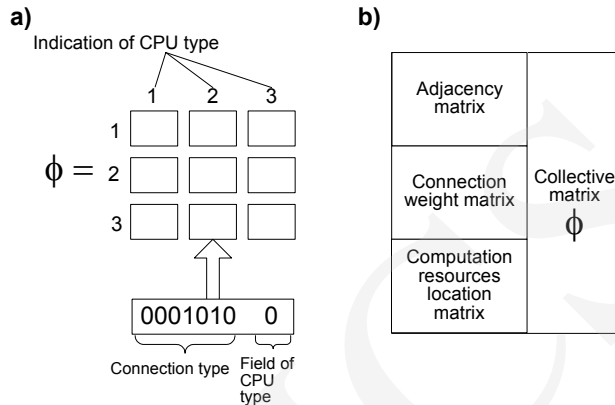 a)
Indication of CPU type
1 2 3
1
ϕ = 2
3
0001010 0
Connection type
Field of
CPU
type
b)
Adjacency
matrix
Connection
weight matrix
Computation
resources
location
matrix
Collective
matrix
ϕ